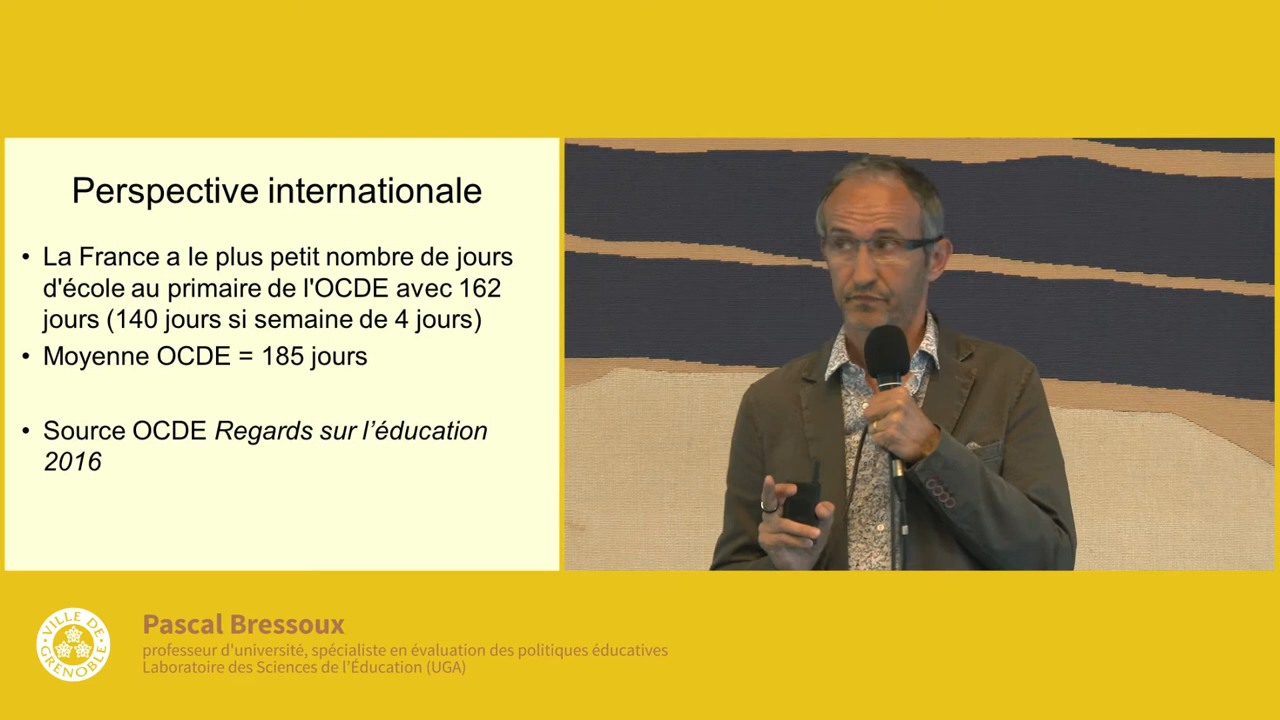 Perspective internationale
• La France a le plus petit nombre de jours
d'école au primaire de l'OCDE avec 162
jours (140 jours si semaine de 4 jours)
• Moyenne OCDE = 185 jours
• Source OCDE Regards sur l’éducation
2016
VILLE DE
GRENOBLE
Pascal Bressoux
professeur d'université, spécialiste en évaluation des politiques éducatives
Laboratoire des Sciences de l’Éducation (UGA)